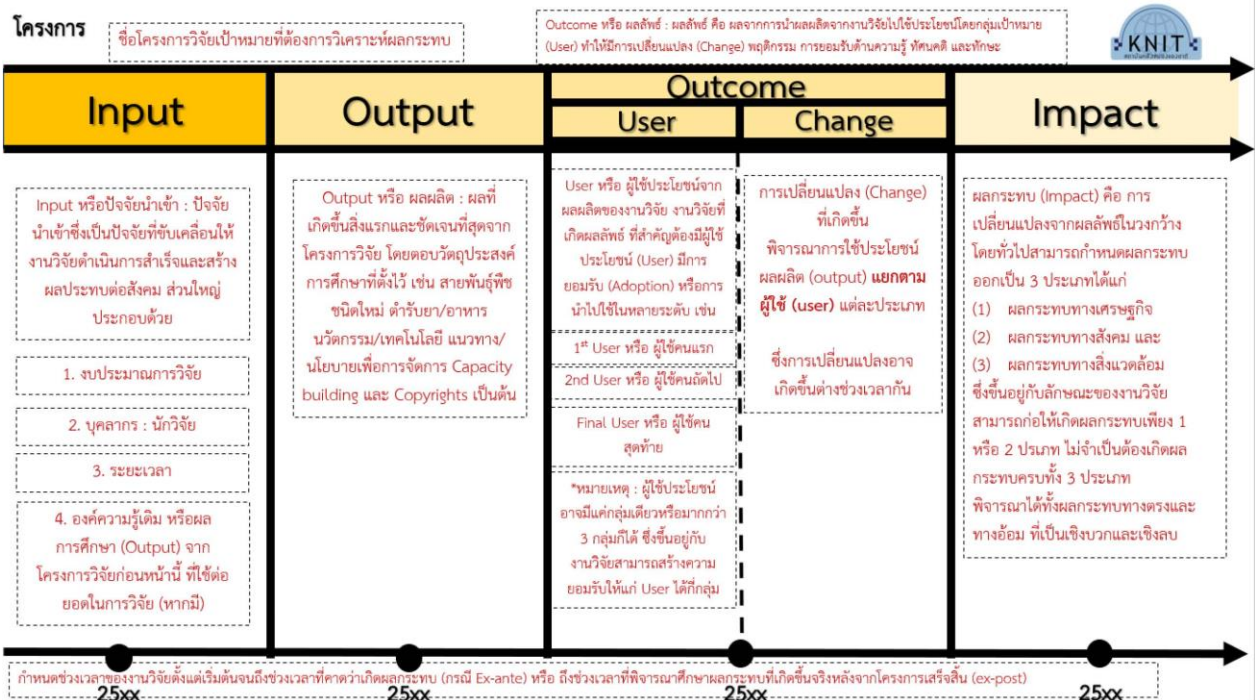 โครงการ
ชื่อโครงการวิจัยเป้าหมายที่ต้องการวิเคราะห์ผลกระทบ
Outcome หรือ ผลลัพธ์ : ผลลัพธ์ คือ ผลจากการนำผลผลิตจากงานวิจัยไปใช้ประโยชน์โดยกลุ่มเป้าหมาย
(User) ทำให้มีการเปลี่ยนแปลง (Change) พฤติกรรม การยอมรับด้านความรู้ ทัศนคติ และทักษะ
KNIT
Input
Output
Outcome
User
Change
Impact
Input หรือปัจจัยนำเข้า : ปัจจัย
นำเข้าซึ่งเป็นปัจจัยที่ขับเคลื่อนให้
งานวิจัยดำเนินการสำเร็จและสร้าง
ผลประทบต่อสังคม ส่วนใหญ่
ประกอบด้วย
1. งบประมาณการวิจัย
2. บุคลากร : นักวิจัย
3. ระยะเวลา
4. องค์ความรู้เดิม หรือผล
การศึกษา (Output) จาก
โครงการวิจัยก่อนหน้านี้ ที่ใช้ต่อ
ยอดในการวิจัย (หากมี)
Output หรือ ผลผลิต : ผลที่
เกิดขึ้นสิ่งแรกและชัดเจนที่สุดจาก
โครงการวิจัย โดยตอบวัตถุประสงค์
การศึกษาที่ตั้งไว้ เช่น สายพันธุ์พืช
ชนิดใหม่ ตำรับยา/อาหาร
นวัตกรรม/เทคโนโลยี แนวทาง/
นโยบายเพื่อการจัดการ Capacity
building และ Copyrights เป็นต้น
User หรือ ผู้ใช้ประโยชน์จาก
ผลผลิตของงานวิจัย งานวิจัยที่
เกิดผลลัพธ์ ที่สำคัญต้องมีผู้ใช้
ประโยชน์ (User) มีการ
ยอมรับ (Adoption) หรือการ
นำไปใช้ในหลายระดับ เช่น
1st User หรือ ผู้ใช้คนแรก
2nd User หรือ ผู้ใช้คนถัดไป
Final User หรือ ผู้ใช้คน
สุดท้าย
*หมายเหตุ : ผู้ใช้ประโยชน์
อาจมีแค่กลุ่มเดียวหรือมากกว่า
3 กลุ่มก็ได้ ซึ่งขึ้นอยู่กับ
งานวิจัยสามารถสร้างความ
ยอมรับให้แก่ User ได้กี่กลุ่ม
การเปลี่ยนแปลง (Change)
ที่เกิดขึ้น
พิจารณาการใช้ประโยชน์
ผลผลิต (output) แยกตาม
ผู้ใช้ (user) แต่ละประเภท
ซึ่งการเปลี่ยนแปลงอาจ
เกิดขึ้นต่างช่วงเวลากัน
ผลกระทบ (Impact) คือ การ
เปลี่ยนแปลงจากผลลัพธ์ในวงกว้าง
โดยทั่วไปสามารถกำหนดผลกระทบ
ออกเป็น 3 ประเภทได้แก่
(1) ผลกระทบทางเศรษฐกิจ
(2) ผลกระทบทางสังคม และ
(3) ผลกระทบทางสิ่งแวดล้อม
ซึ่งขึ้นอยู่กับลักษณะของงานวิจัย
สามารถก่อให้เกิดผลกระทบเพียง 1
หรือ 2 ประเภท ไม่จำเป็นต้องเกิดผล
กระทบครบทั้ง 3 ประเภท
พิจารณาได้ทั้งผลกระทบทางตรงและ
ทางอ้อม ที่เป็นเชิงบวกและเชิงลบ
กำหนดช่วงเวลาของงานวิจัยตั้งแต่เริ่มต้นจนถึงช่วงเวลาที่คาดว่าเกิดผลกระทบ (กรณี Ex-ante) หรือ ถึงช่วงเวลาที่พิจารณาศึกษาผลกระทบที่เกิดขึ้นจริงหลังจากโครงการเสร็จสิ้น (ex-post)
25xx
25xx
25xx
25xx